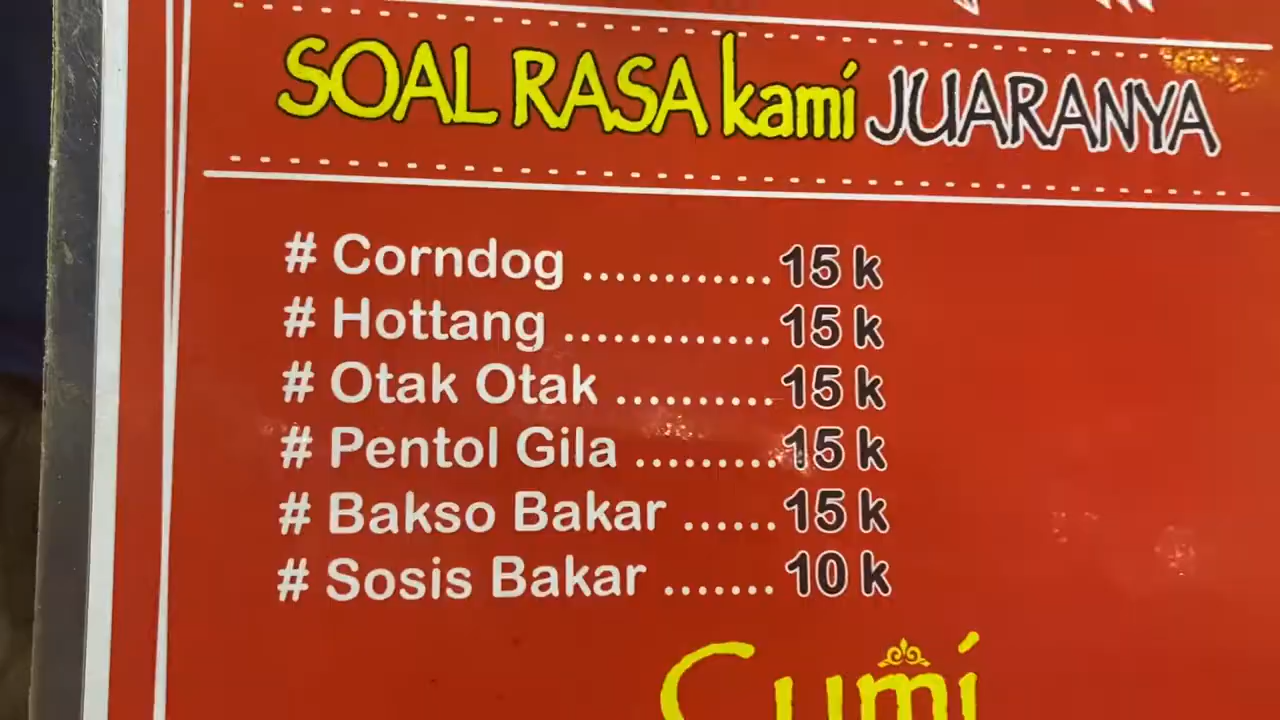 SOAL RASA kami JUARANYA
# Corndog ............ 15 k
# Hottang ............. 15 k
# Otak Otak .......... 15 k
# Pentol Gila ......... 15 k
# Bakso Bakar ...... 15 k
# Sosis Bakar ....... 10 k
Cumi